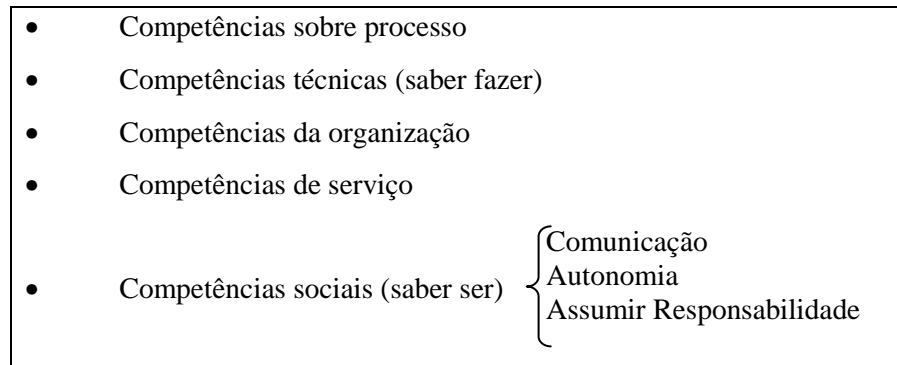 • Competências sobre processo
• Competências técnicas (saber fazer)
• Competências da organização
• Competências de serviço
Comunicação
• Competências sociais (saber ser) Autonomia
Assumir Responsabilidade